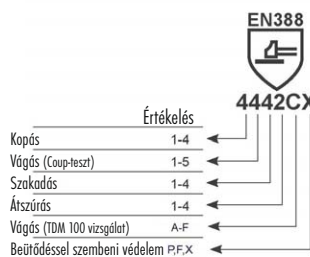 EN388
4442CX
Értékelés
Kopás 1-4
Vágás (Coup-teszt) 1-5
Szakadás 1-4
Átszúrás 1-4
Vágás (TDM 100 vizsgálat) A-F
Beütődéssel szembeni védelem P,F,X